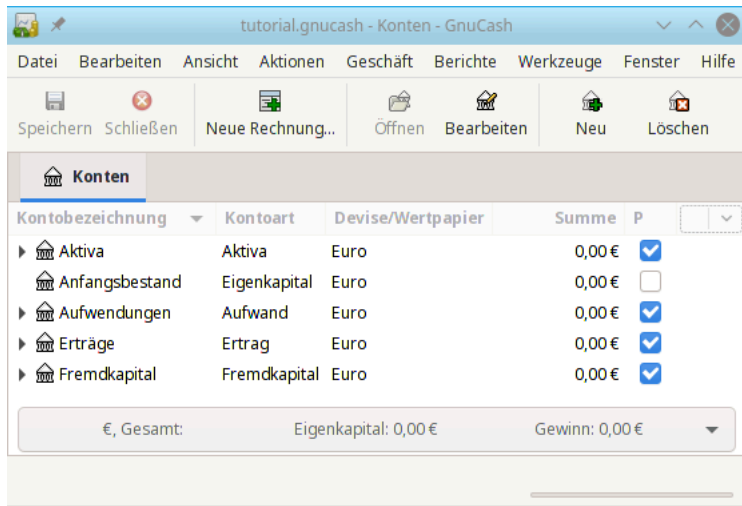 tutorial.gnucash - Konten - GnuCash
Datei Bearbeiten Ansicht Aktionen Geschäft Berichte Werkzeuge Fenster Hilfe
Speichern Schließen Neue Rechnung... Öffnen Bearbeiten Neu Löschen
Konten
Kontobezeichnung Kontoart Devise/Wertpapier Summe P
Aktiva Aktiva Euro 0,00 €
Anfangsbestand Eigenkapital Euro 0,00 €
Aufwendungen Aufwand Euro 0,00 €
Erträge Ertrag Euro 0,00 €
Fremdkapital Fremdkapital Euro 0,00 €
€, Gesamt: Eigenkapital: 0,00 € Gewinn: 0,00 €